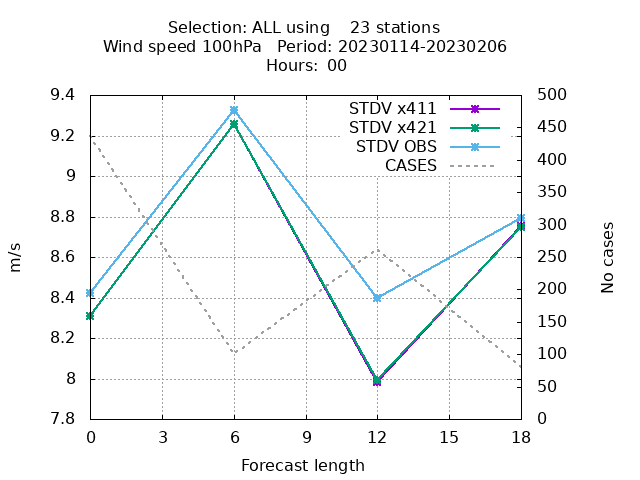 Selection: ALL using    23 stations
Wind speed 100hPa   Period: 20230114-20230206
Hours:  00
STDV x411
STDV x421
STDV OBS
CASES
9.4
9.2
9
8.8
8.6
8.4
8.2
8
7.8
m/s
500
450
400
350
300
250
200
150
100
50
0
No cases
0 3 6 9 12 15 18
Forecast length